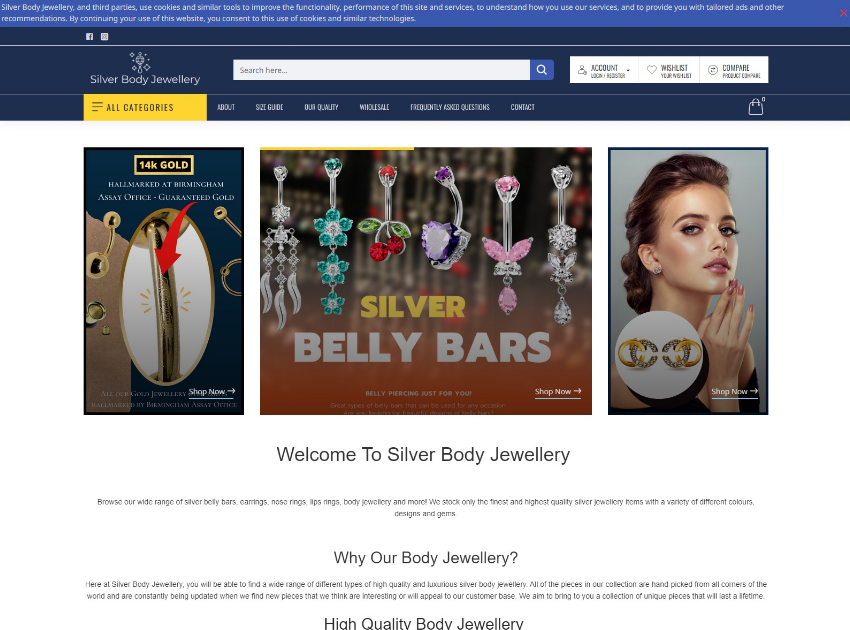 Silver Body Jewellery, and third parties, use cookies and similar tools to improve the functionality, performance of this site and services, to understand how you use our services, and to provide you with tailored ads and other
recommendations. By continuing your use of this website, you consent to this use of cookies and similar technologies.
Silver Body Jewellery
Search here...
ACCOUNT
LOGIN / REGISTER
WISHLIST
YOUR WISHLIST
COMPARE
PRODUCT COMPARE
ALL CATEGORIES
ABOUT
SIZE GUIDE
OUR QUALITY
WHOLESALE
FREQUENTLY ASKED QUESTIONS
CONTACT
0
14k GOLD
HALLMARKED AT BIRMINGHAM
ASSAY OFFICE - GUARANTEED GOLD
ALL OUR GOLD JEWELLERY
HALLMARKED BY BIRMINGHAM ASSAY OFFICE
Shop Now
SILVER
BELLY BARS
BELLY PIERCING JUST FOR YOU!
Great types of belly bars that can be used for any occasion
Shop Now
Shop Now
Welcome To Silver Body Jewellery
Browse our wide range of silver belly bars, earrings, nose rings, lips rings, body jewellery and more! We stock only the finest and highest quality silver jewellery items with a variety of different colours,
designs and gems.
Why Our Body Jewellery?
Here at Silver Body Jewellery, you will be able to find a wide range of different types of high quality and luxurious silver body jewellery. All of the pieces in our collection are hand picked from all corners of the
world and are constantly being updated when we find new pieces that we think are interesting or will appeal to our customer base. We aim to bring to you a collection of unique pieces that will last a lifetime.
High Quality Body Jewellery